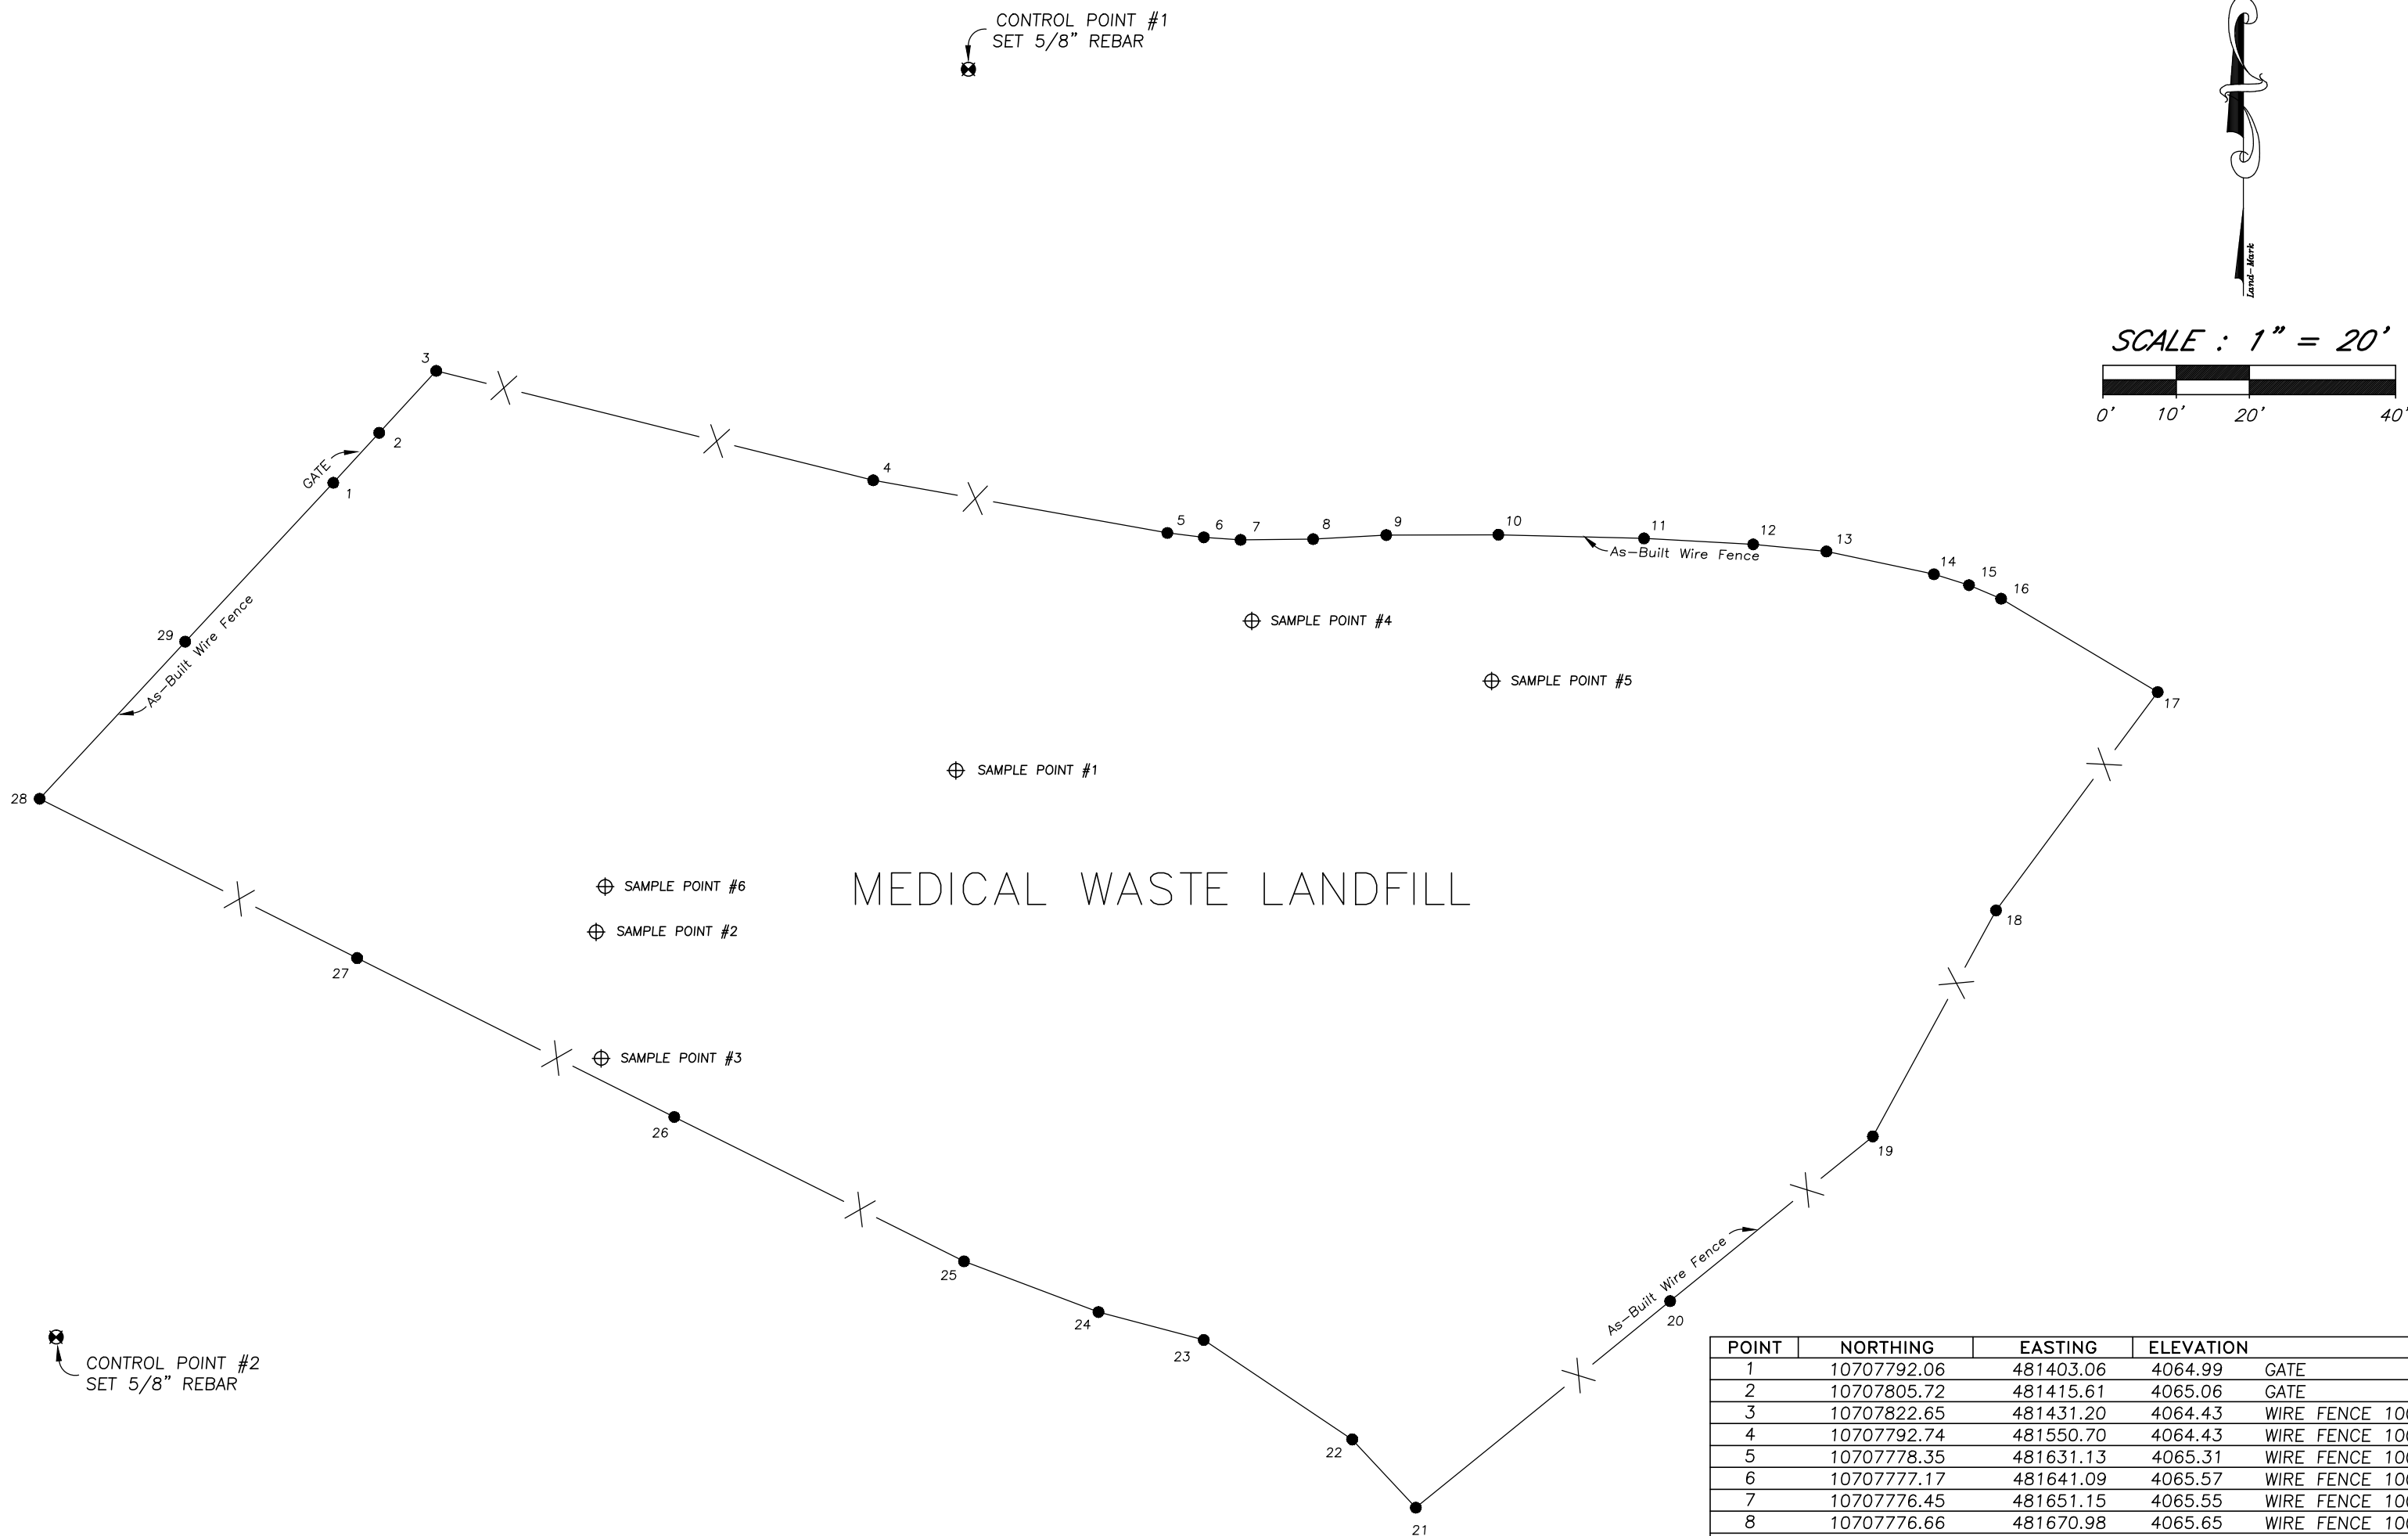 CONTROL POINT #1
SET 5/8” REBAR
Land-Mark
SCALE : 1” = 20’
0’ 10’ 20’ 40’
3
2
GATE
1
4
5
6
7
8
9
10
11
12
13
As-Built Wire Fence
14
15
16
29
As-Built Wire Fence
SAMPLE POINT #4
SAMPLE POINT #5
17
SAMPLE POINT #1
28
SAMPLE POINT #6
MEDICAL WASTE LANDFILL
18
SAMPLE POINT #2
27
SAMPLE POINT #3
26
19
As-Built Wire Fence
25
24
20
23
CONTROL POINT #2
SET 5/8” REBAR
22
21
POINT NORTHING EASTING ELEVATION
1 10707792.06 481403.06 4064.99 GATE
2 10707805.72 481415.61 4065.06 GATE
3 10707822.65 481431.20 4064.43 WIRE FENCE
4 10707792.74 481550.70 4064.43 WIRE FENCE
5 10707778.35 481631.13 4065.31 WIRE FENCE
6 10707777.17 481641.09 4065.57 WIRE FENCE
7 10707776.45 481651.15 4065.55 WIRE FENCE
8 10707776.66 481670.98 4065.65 WIRE FENCE